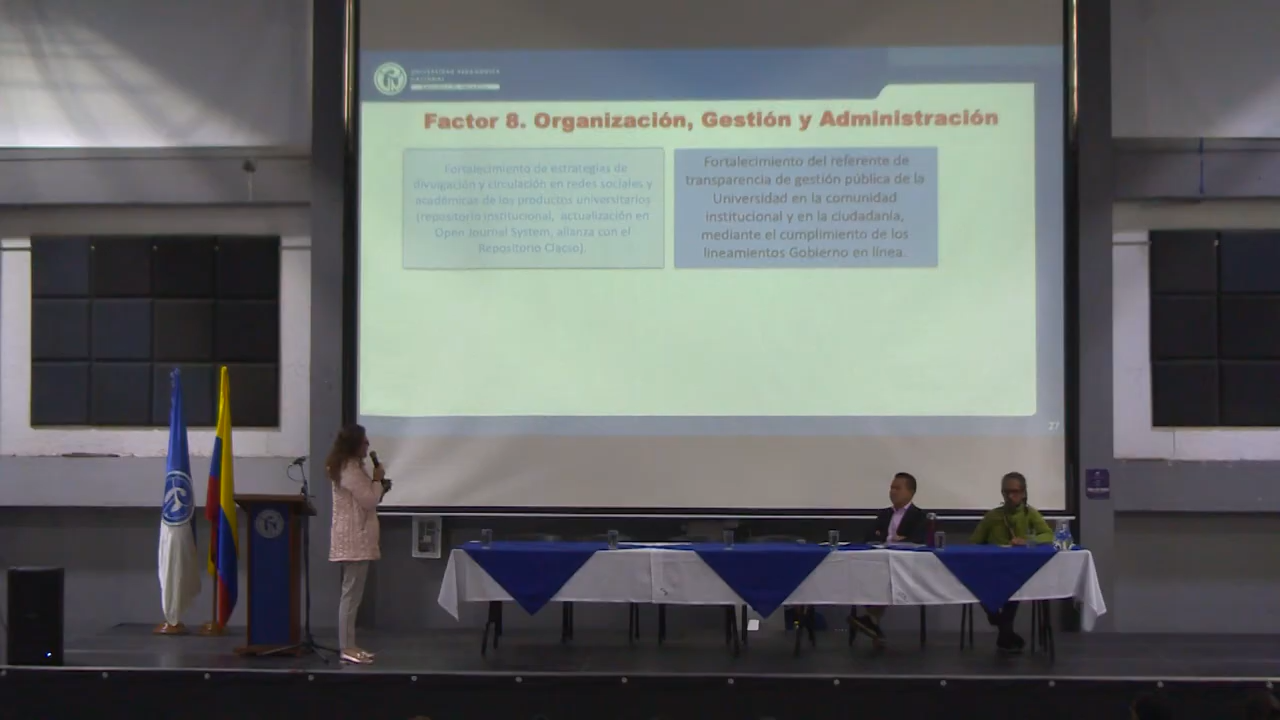 UNIVERSIDAD PEDAGÓGICA
NACIONAL
Factor 8. Organización, Gestión y Administración
Fortalecimiento de estrategias de
divulgación y circulación en redes sociales y
académicas de los productos universitarios
(repositorio institucional, actualización en
Open Journal System, alianza con el
Repositorio Clacso).
Fortalecimiento del referente de
transparencia de gestión pública de la
Universidad en la comunidad
institucional y en la ciudadanía,
mediante el cumplimiento de los
lineamientos Gobierno en línea.
27